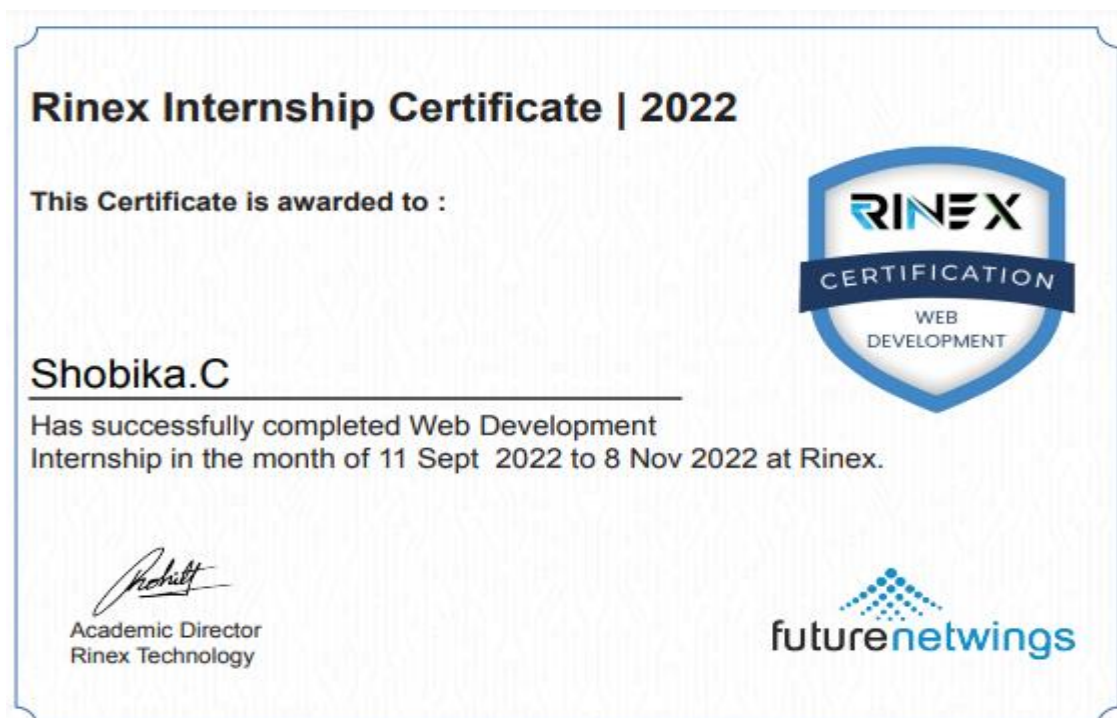 Rinex Internship Certificate | 2022
This Certificate is awarded to :
RINEX
CERTIFICATION
WEB
DEVELOPMENT
Shobika.C
Has successfully completed Web Development
Internship in the month of 11 Sept 2022 to 8 Nov 2022 at Rinex.
Rohitt
Academic Director
Rinex Technology
futurenetwings